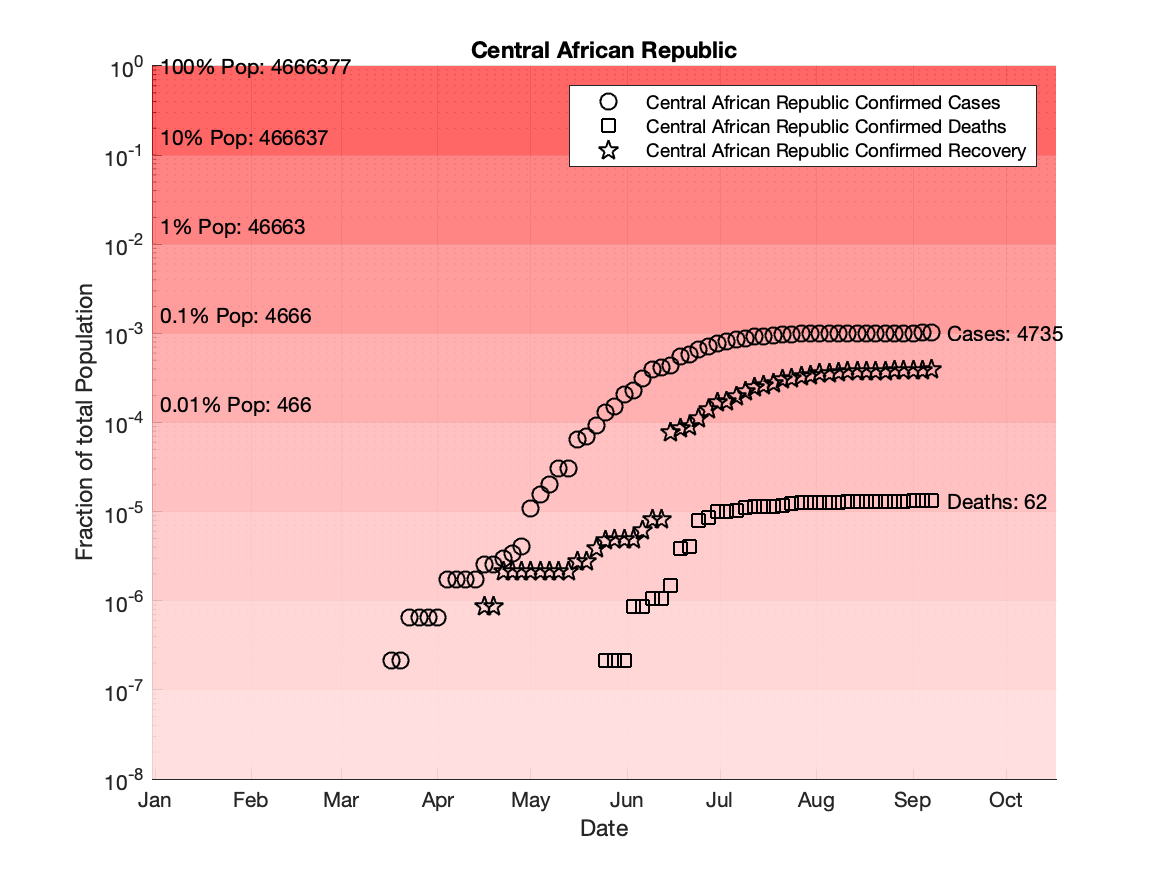 Central African Republic
10^0
10^-1
10^-2
10^-3
10^-4
10^-5
10^-6
10^-7
10^-8
Fraction of total Population
100% Pop: 4666377
10% Pop: 466637
1% Pop: 46663
0.1% Pop: 4666
0.01% Pop: 466
Central African Republic Confirmed Cases
Central African Republic Confirmed Deaths
Central African Republic Confirmed Recovery
Cases: 4735
Deaths: 62
Jan Feb Mar Apr May Jun Jul Aug Sep Oct
Date